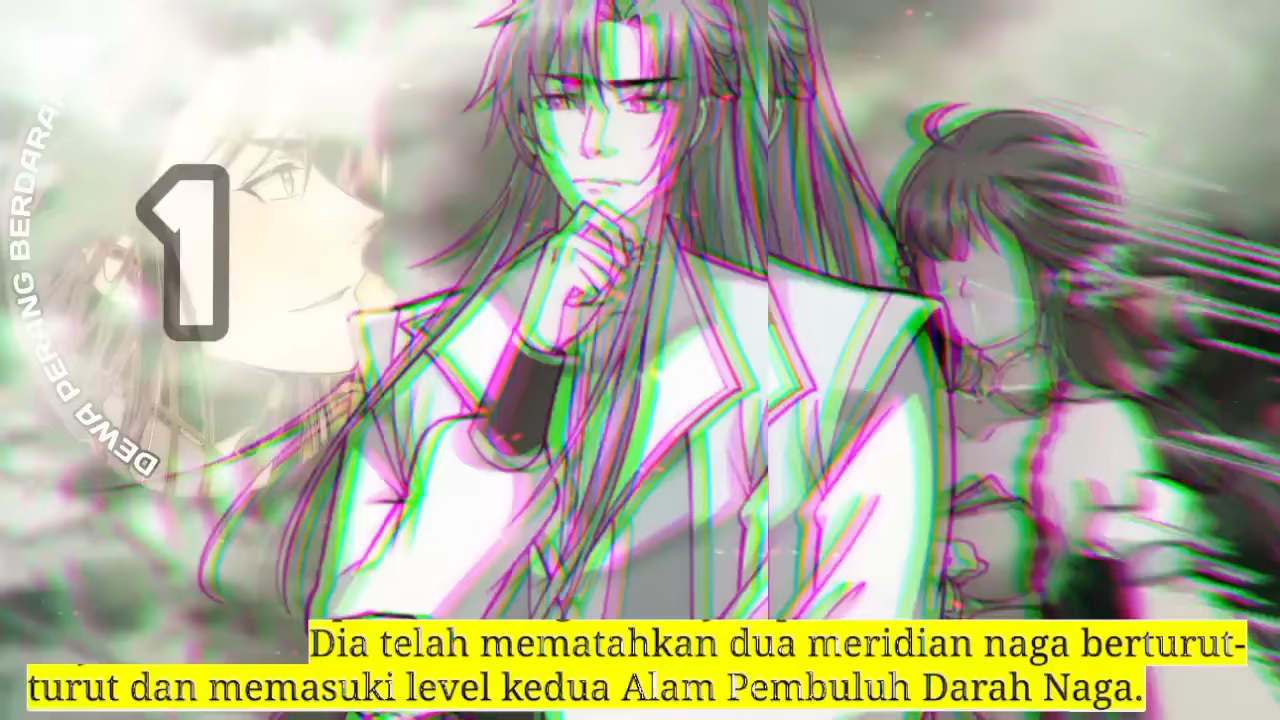 DEWA PERANG BERDARAH
1
Dia telah mematahkan dua meridian naga berturut-
turut dan memasuki level kedua Alam Pembuluh Darah Naga.